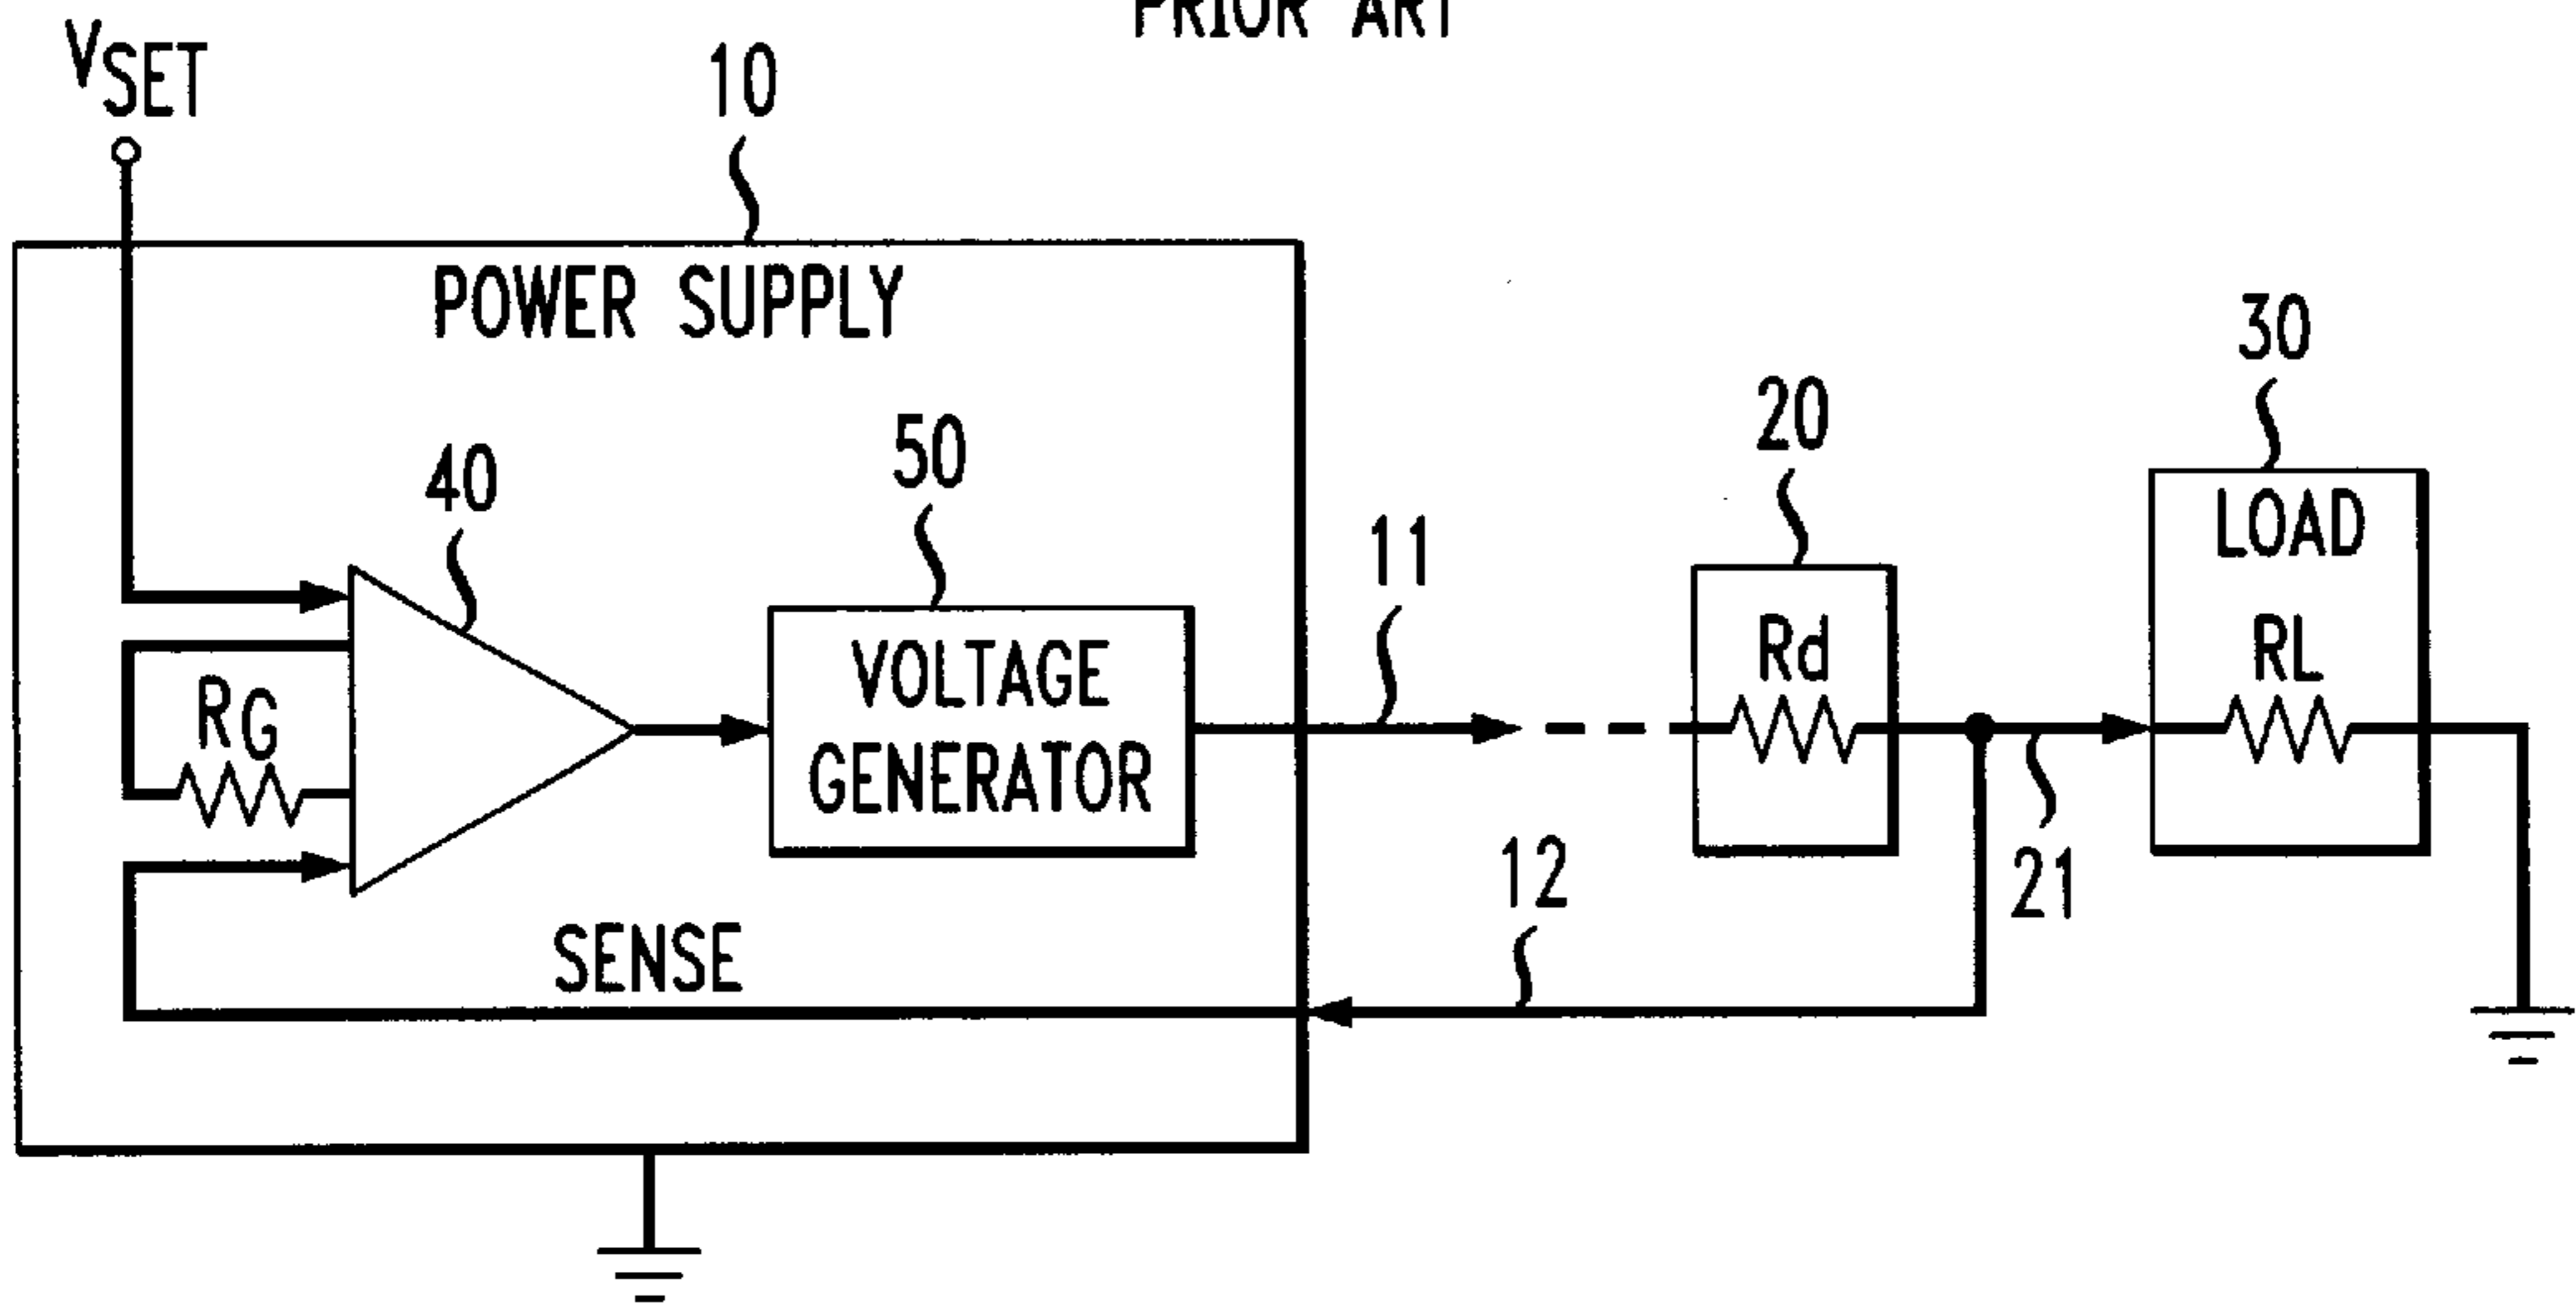 PRIOR ART
VSET
10
POWER SUPPLY
30
20
50
40
LOAD
11
Rd
RL
VOLTAGE
GENERATOR
RG
12
21
SENSE